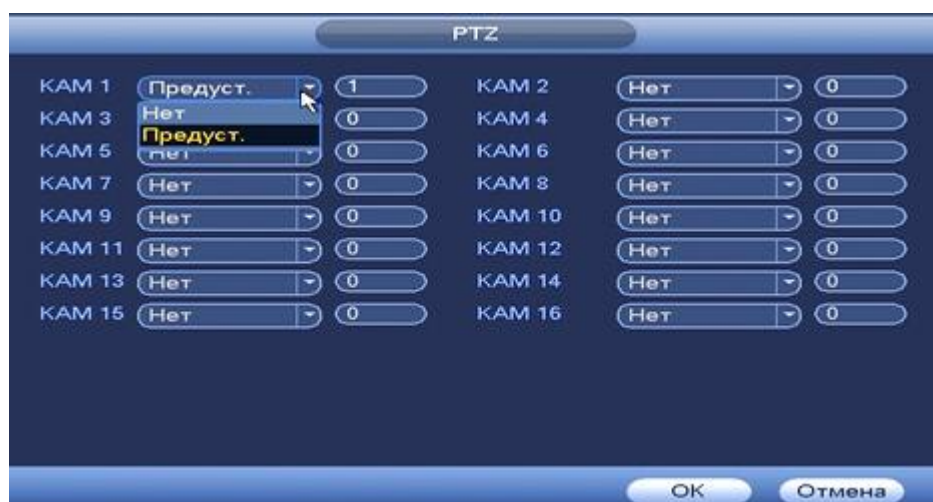 PTZ
КАМ 1 Предуст. 1 КАМ 2 Нет 0
Нет
КАМ 3 0 КАМ 4 Нет 0
Предуст.
КАМ 5 Нет 0 КАМ 6 Нет 0
КАМ 7 Нет 0 КАМ 8 Нет 0
КАМ 9 Нет 0 КАМ 10 Нет 0
КАМ 11 Нет 0 КАМ 12 Нет 0
КАМ 13 Нет 0 КАМ 14 Нет 0
КАМ 15 Нет 0 КАМ 16 Нет 0
ОК Отмена